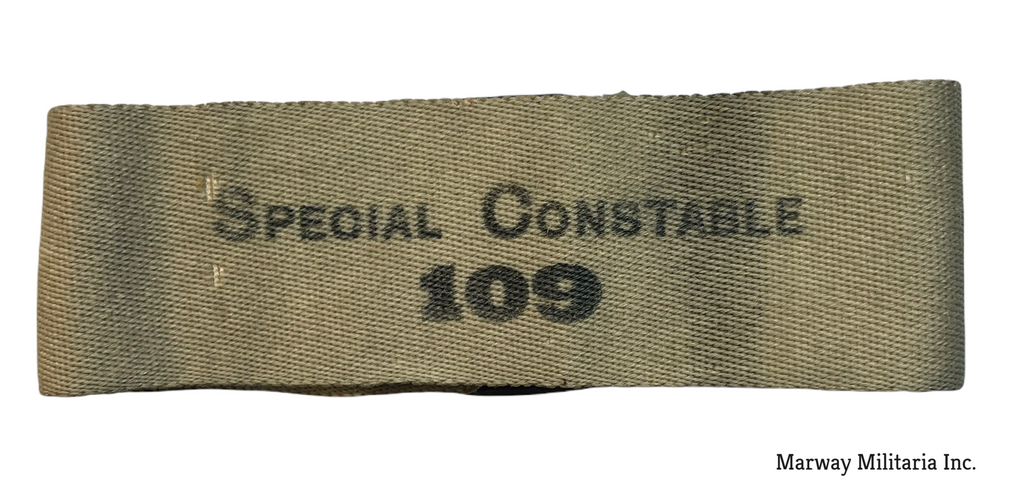 Special Constable
109
Marway Militaria Inc.